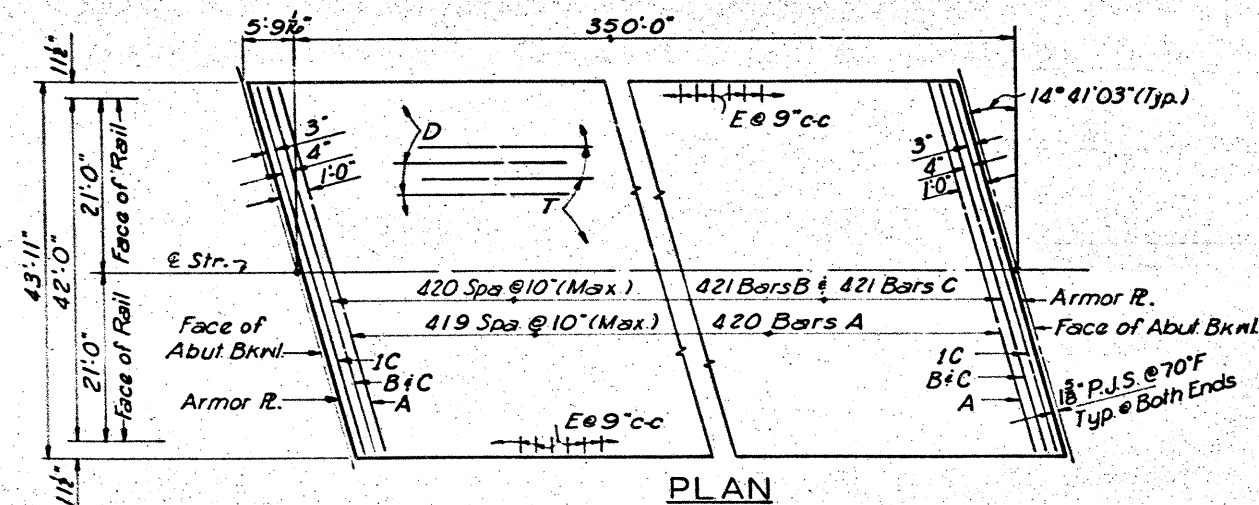 5'-9 1/16"
350'-0"
11 1/2"
43'-11"
42'-0"
21'-0"
Face of Rail
21'-0"
Face of Rail
11 1/2"
3"
4"
1'-0"
D
T
E @ 9" c-c
14° 41' 03" (Typ.)
3"
4"
1'-0"
℄ Str.
420 Spa @ 10" (Max.) 421 Bars B & 421 Bars C
419 Spa @ 10" (Max.) 420 Bars A
Face of
Abut. Bkwl.
Armor PL.
1C
B & C
A
E @ 9" c-c
Armor PL.
Face of Abut. Bkwl.
1C
B & C
A
1 5/8" P.J.S. @ 70°F
Typ. @ Both Ends
PLAN